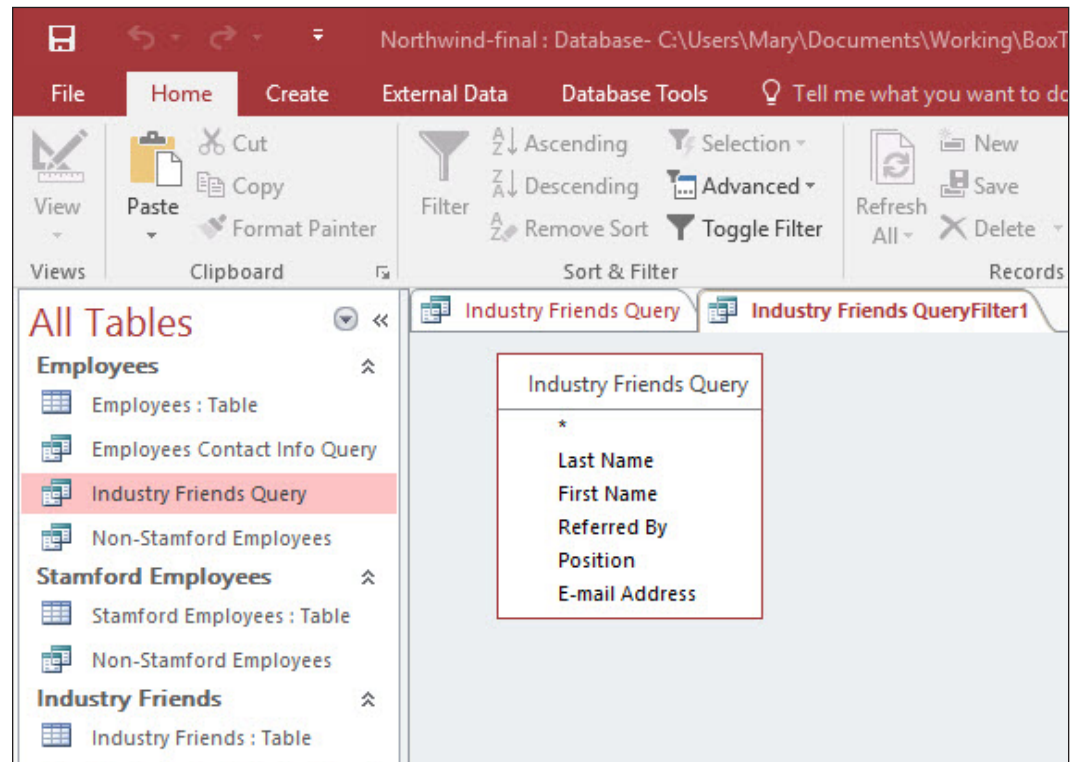 Northwind-final : Database- C:\Users\Mary\Documents\Working\BoxT
File Home Create External Data Database Tools Tell me what you want to do
View
Paste
Cut
Copy
Format Painter
Filter
Ascending
Descending
Remove Sort
Selection
Advanced
Toggle Filter
Refresh
All
New
Save
Delete
Views Clipboard Sort & Filter Records
All Tables
Employees
Employees : Table
Employees Contact Info Query
Industry Friends Query
Non-Stamford Employees
Stamford Employees
Stamford Employees : Table
Non-Stamford Employees
Industry Friends
Industry Friends : Table
Industry Friends Query Industry Friends QueryFilter1
Industry Friends Query
*
Last Name
First Name
Referred By
Position
E-mail Address